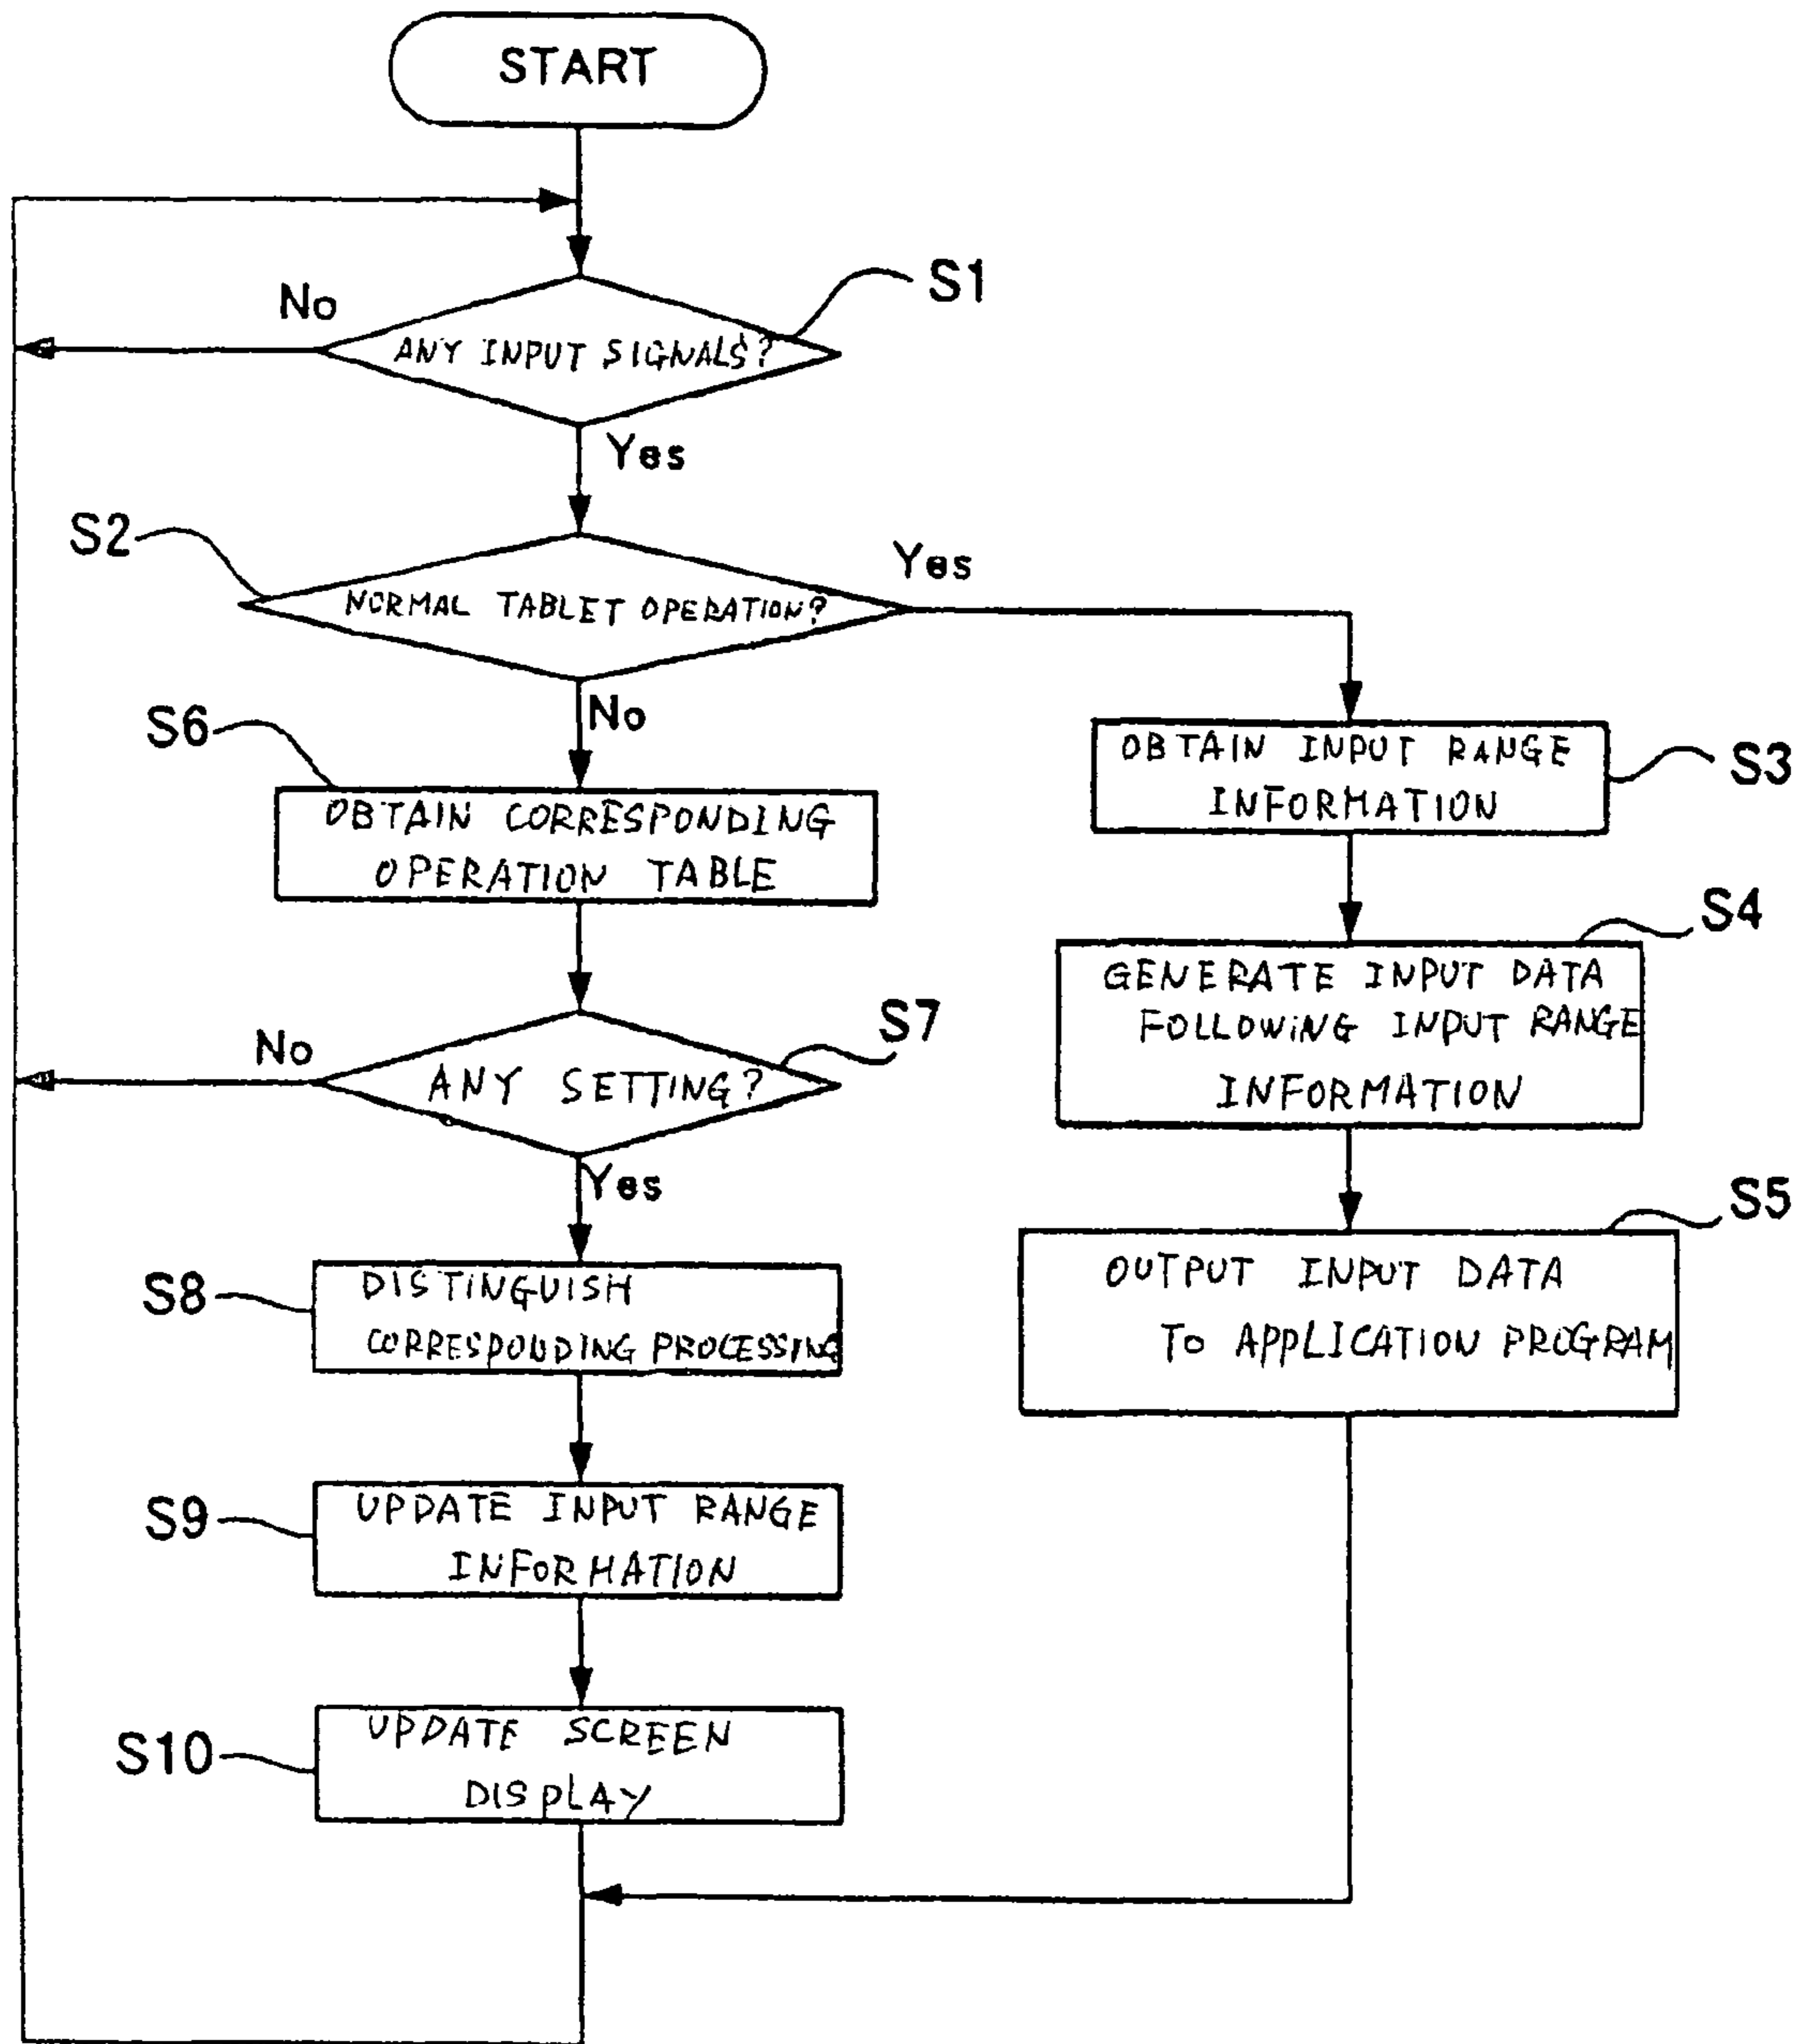 START
S1
No
ANY INPUT SIGNALS?
Yes
S2
Yes
NORMAL TABLET OPERATION?
No
S6
OBTAIN CORRESPONDING
OPERATION TABLE
OBTAIN INPUT RANGE
INFORMATION
S3
S4
GENERATE INPUT DATA
FOLLOWING INPUT RANGE
INFORMATION
S7
No
ANY SETTING?
Yes
S5
OUTPUT INPUT DATA
TO APPLICATION PROGRAM
S8
DISTINGUISH
CORRESPONDING PROCESSING
S9
UPDATE INPUT RANGE
INFORMATION
S10
UPDATE SCREEN
DISPLAY